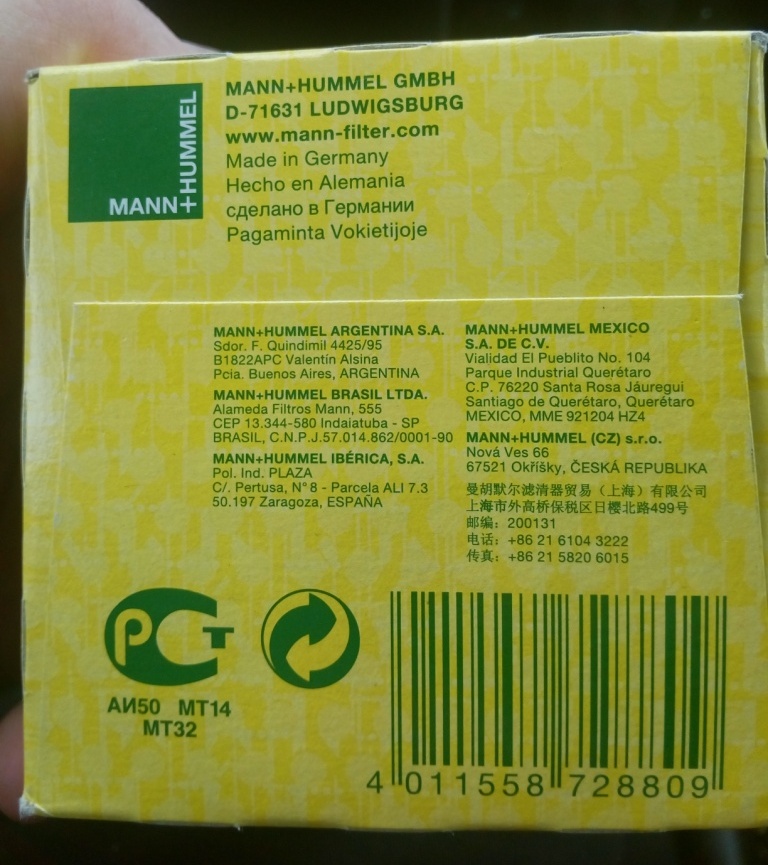 MANN+HUMMEL
MANN+HUMMEL GMBH
D-71631 LUDWIGSBURG
www.mann-filter.com
Made in Germany
Hecho en Alemania
сделано в Германии
Pagaminta Vokietijoje
MANN+HUMMEL ARGENTINA S.A.
Sdor. F. Quindimil 4425/95
B1822APC Valentín Alsina
Pcia. Buenos Aires, ARGENTINA
MANN+HUMMEL BRASIL LTDA.
Alameda Filtros Mann, 555
CEP 13.344-580 Indaiatuba - SP
BRASIL, C.N.P.J.57.014.862/0001-90
MANN+HUMMEL IBÉRICA, S.A.
Pol. Ind. PLAZA
C/. Pertusa, N° 8 - Parcela ALI 7.3
50.197 Zaragoza, ESPAÑA
MANN+HUMMEL MEXICO
S.A. DE C.V.
Vialidad El Pueblito No. 104
Parque Industrial Querétaro
C.P. 76220 Santa Rosa Jáuregui
Santiago de Querétaro, Querétaro
MEXICO, MME 921204 HZ4
MANN+HUMMEL (CZ) s.r.o.
Nová Ves 66
67521 Okříšky, ČESKÁ REPUBLIKA
曼胡默尔滤清器贸易（上海）有限公司
上海市外高桥保税区日樱北路499号
邮编：200131
电话：+86 21 6104 3222
传真：+86 21 5820 6015
РСТ
АИ50 МТ14
МТ32
4 011558 728809